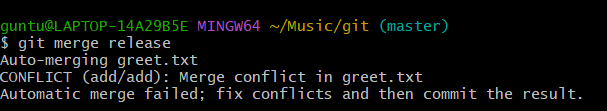 guntu@LAPTOP-14A29B5E MINGW64 ~/Music/git (master)
$ git merge release
Auto-merging greet.txt
CONFLICT (add/add): Merge conflict in greet.txt
Automatic merge failed; fix conflicts and then commit the result.